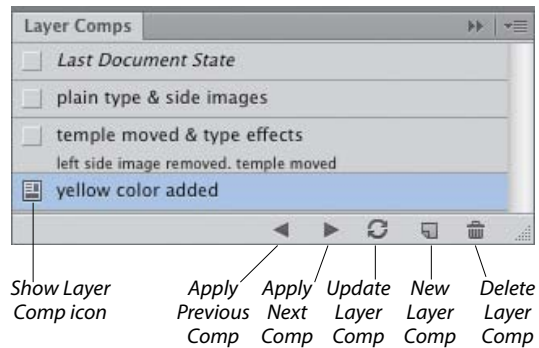 Layer Comps
Last Document State
plain type & side images
temple moved & type effects
left side image removed. temple moved
yellow color added
Show Layer
Comp icon
Apply
Previous
Comp
Apply
Next
Comp
Update
Layer
Comp
New
Layer
Comp
Delete
Layer
Comp